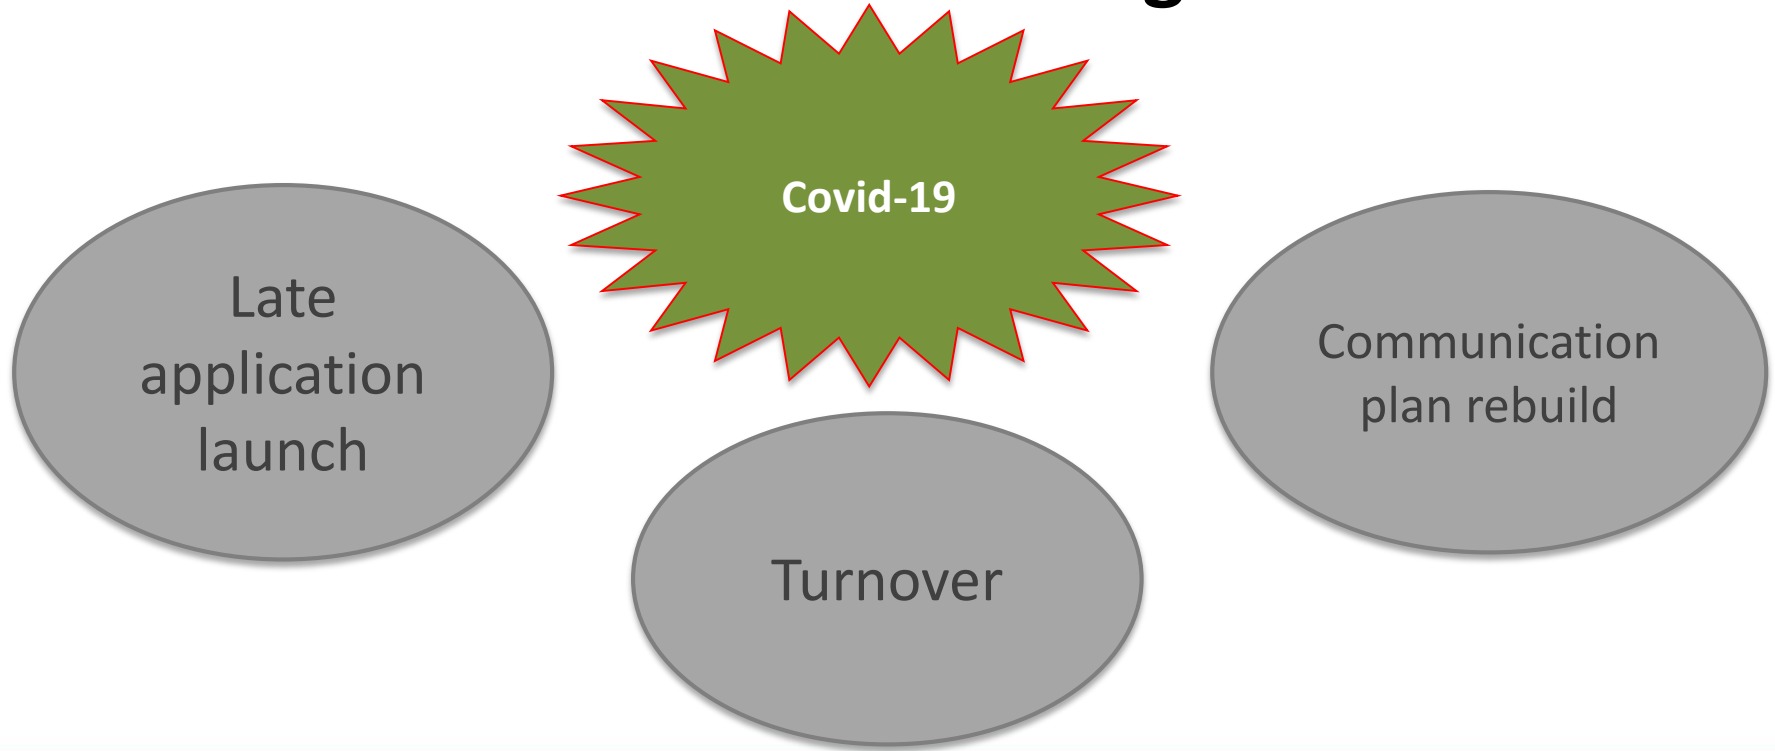 Covid-19
Late
application
launch
Communication
plan rebuild
Turnover